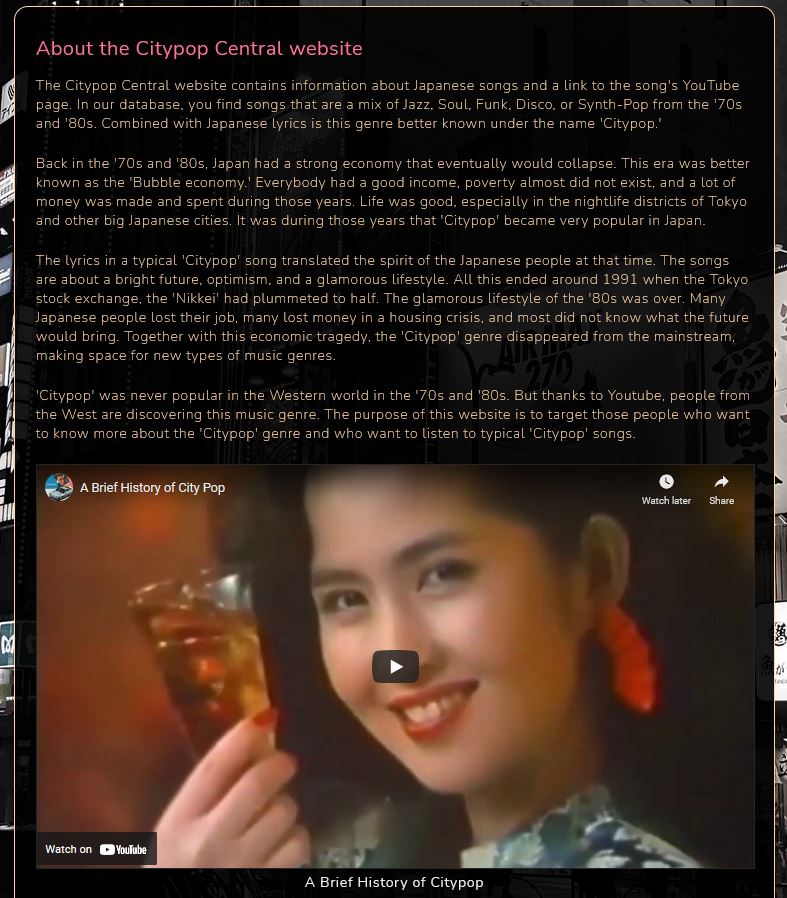 About the Citypop Central website
The Citypop Central website contains information about Japanese songs and a link to the song's YouTube
page. In our database, you find songs that are a mix of Jazz, Soul, Funk, Disco, or Synth-Pop from the '70s
and '80s. Combined with Japanese lyrics is this genre better known under the name 'Citypop.'
Back in the '70s and '80s, Japan had a strong economy that eventually would collapse. This era was better
known as the 'Bubble economy.' Everybody had a good income, poverty almost did not exist, and a lot of
money was made and spent during those years. Life was good, especially in the nightlife districts of Tokyo
and other big Japanese cities. It was during those years that 'Citypop' became very popular in Japan.
The lyrics in a typical 'Citypop' song translated the spirit of the Japanese people at that time. The songs
are about a bright future, optimism, and a glamorous lifestyle. All this ended around 1991 when the Tokyo
stock exchange, the 'Nikkei' had plummeted to half. The glamorous lifestyle of the '80s was over. Many
Japanese people lost their job, many lost money in a housing crisis, and most did not know what the future
would bring. Together with this economic tragedy, the 'Citypop' genre disappeared from the mainstream,
making space for new types of music genres.
AIR MAX
270
'Citypop' was never popular in the Western world in the '70s and '80s. But thanks to Youtube, people from
the West are discovering this music genre. The purpose of this website is to target those people who want
to know more about the 'Citypop' genre and who want to listen to typical 'Citypop' songs.
A Brief History of City Pop
Watch later
Share
Watch on YouTube
A Brief History of Citypop